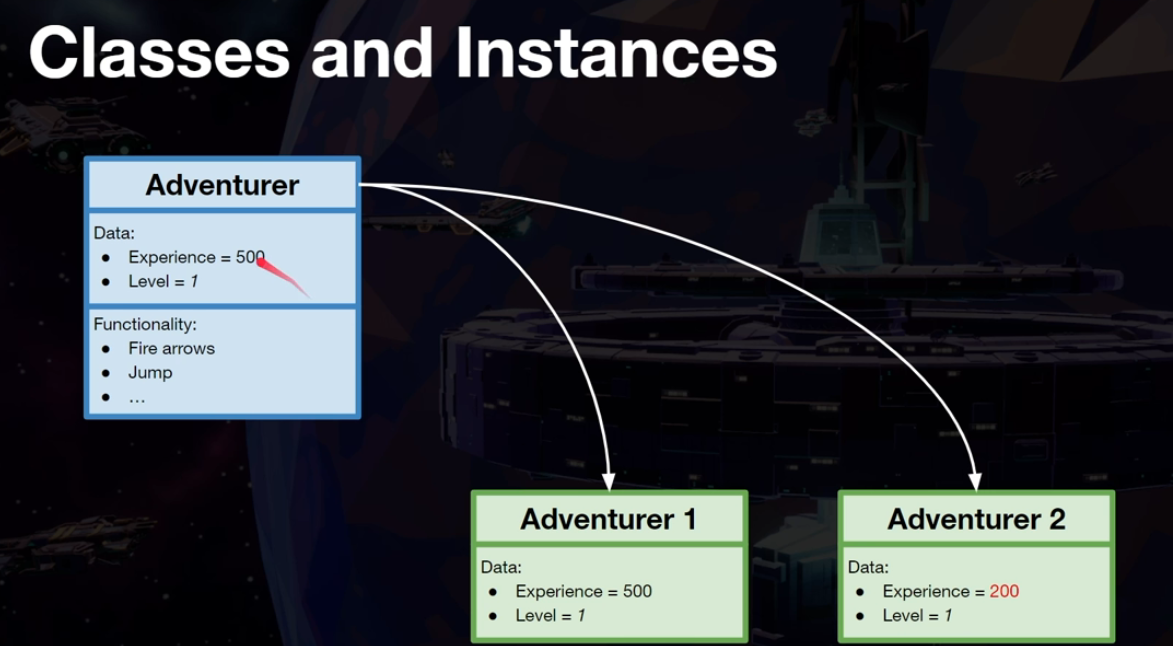 Classes and Instances
Adventurer
Data:
● Experience = 500
● Level = 1
Functionality:
● Fire arrows
● Jump
● ...
Adventurer 1
Data:
● Experience = 500
● Level = 1
Adventurer 2
Data:
● Experience = 200
● Level = 1